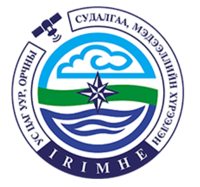 УС ЦАГ УУР, ОРЧНЫ
СУДАЛГАА, МЭДЭЭЛЛИЙН ХҮРЭЭЛЭН
IRIMHE